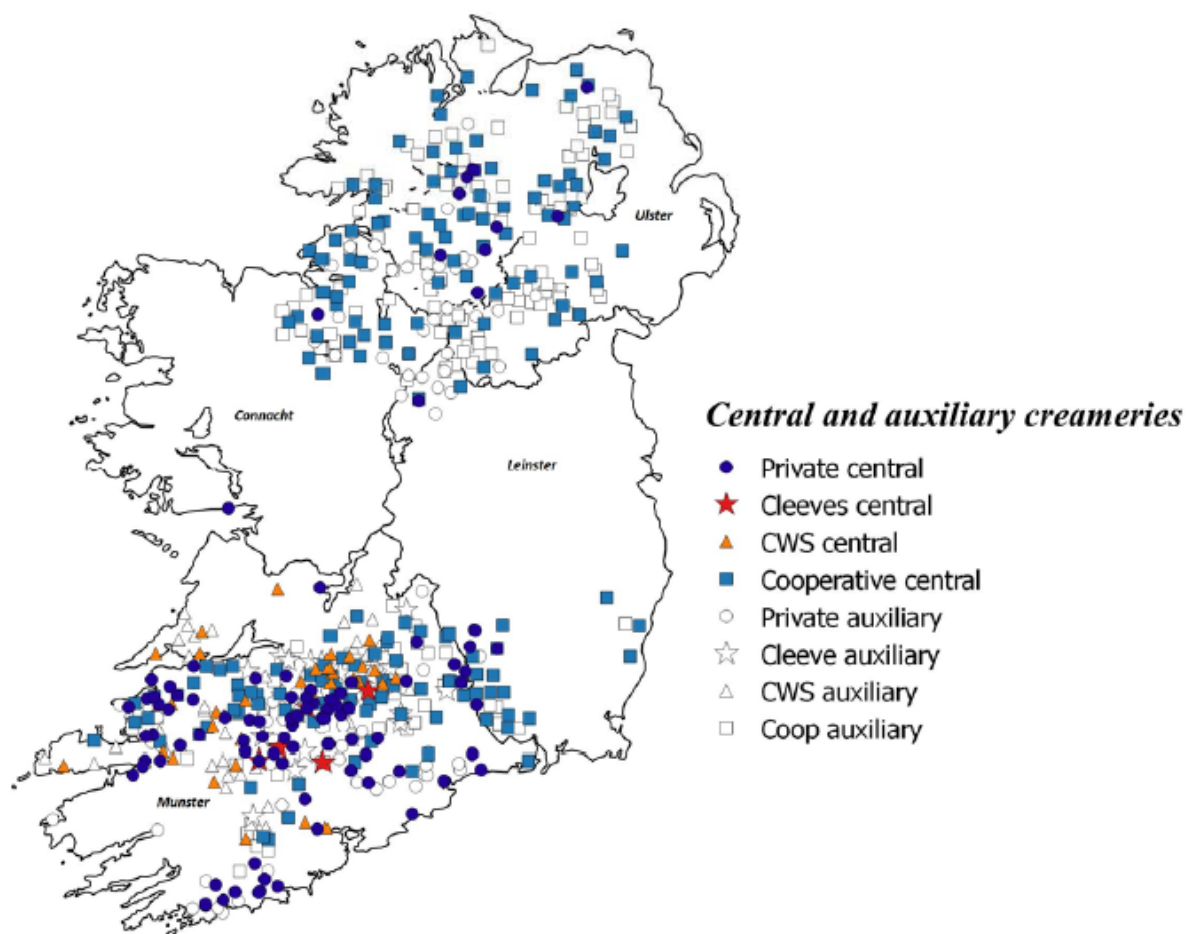 Ulster
Connacht
Leinster
Munster
Central and auxiliary creameries
Private central
Cleeves central
CWS central
Cooperative central
Private auxiliary
Cleeve auxiliary
CWS auxiliary
Coop auxiliary